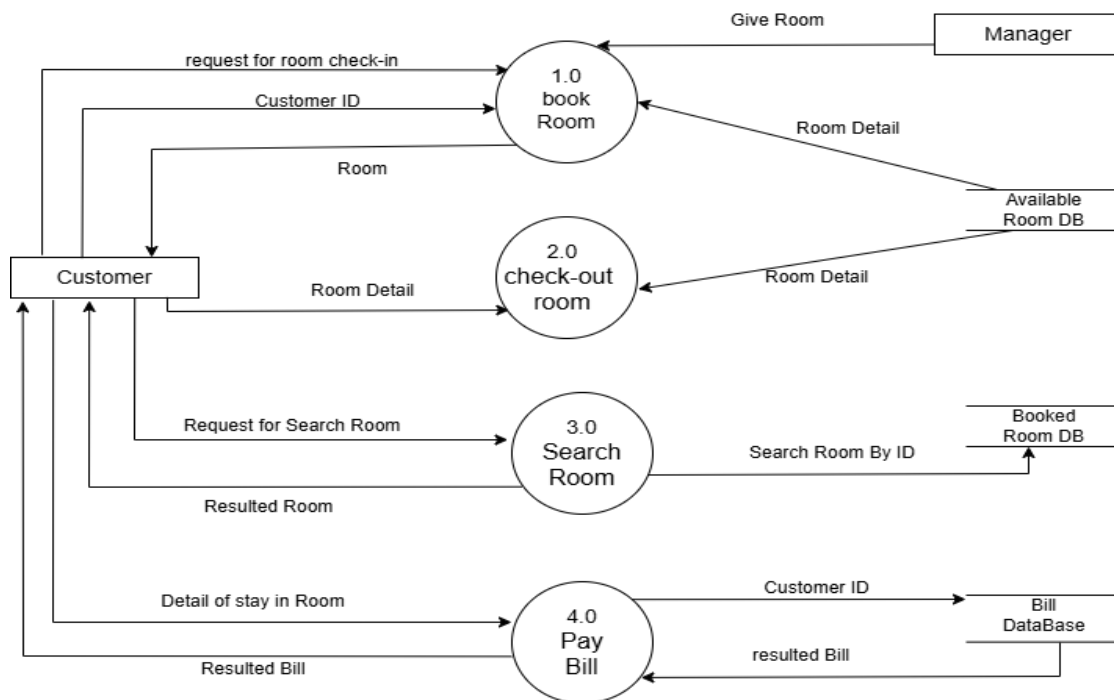 Give Room
Manager
request for room check-in
1.0
book
Room
Customer ID
Room Detail
Room
Available
Room DB
2.0
check-out
room
Customer
Room Detail
Room Detail
3.0
Search
Room
Request for Search Room
Booked
Room DB
Search Room By ID
Resulted Room
Customer ID
Detail of stay in Room
4.0
Pay
Bill
Bill
DataBase
resulted Bill
Resulted Bill